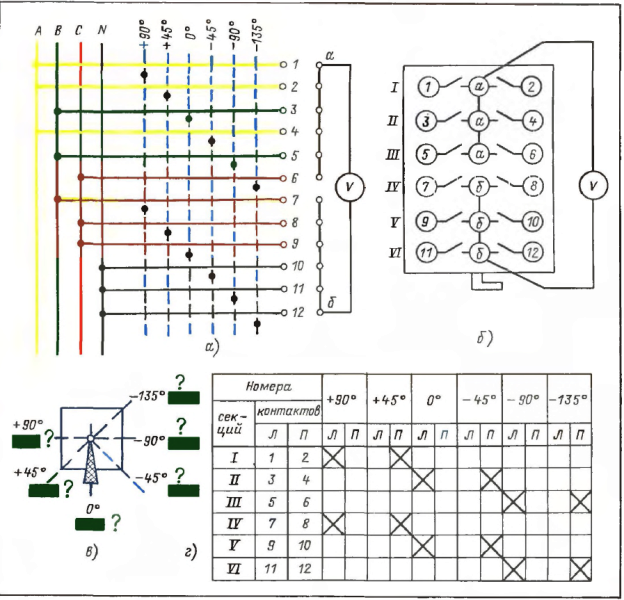 A B C N +90° +45° 0° -45° -90° -135°
1 а
2
3
4
5
6
7
8
9
10
11
12 б
V
а)
I 1 а 2
II 3 а 4
III 5 а 6
IV 7 б 8
V 9 б 10
VI 11 б 12
V
б)
-135° ?
+90° ? -90° ?
+45° ? -45° ?
0° ?
в) г)
Номера +90° +45° 0° -45° -90° -135°
сек-
ций контактов
Л П Л П Л П Л П Л П Л П Л П
I 1 2
II 3 4
III 5 6
IV 7 8
V 9 10
VI 11 12